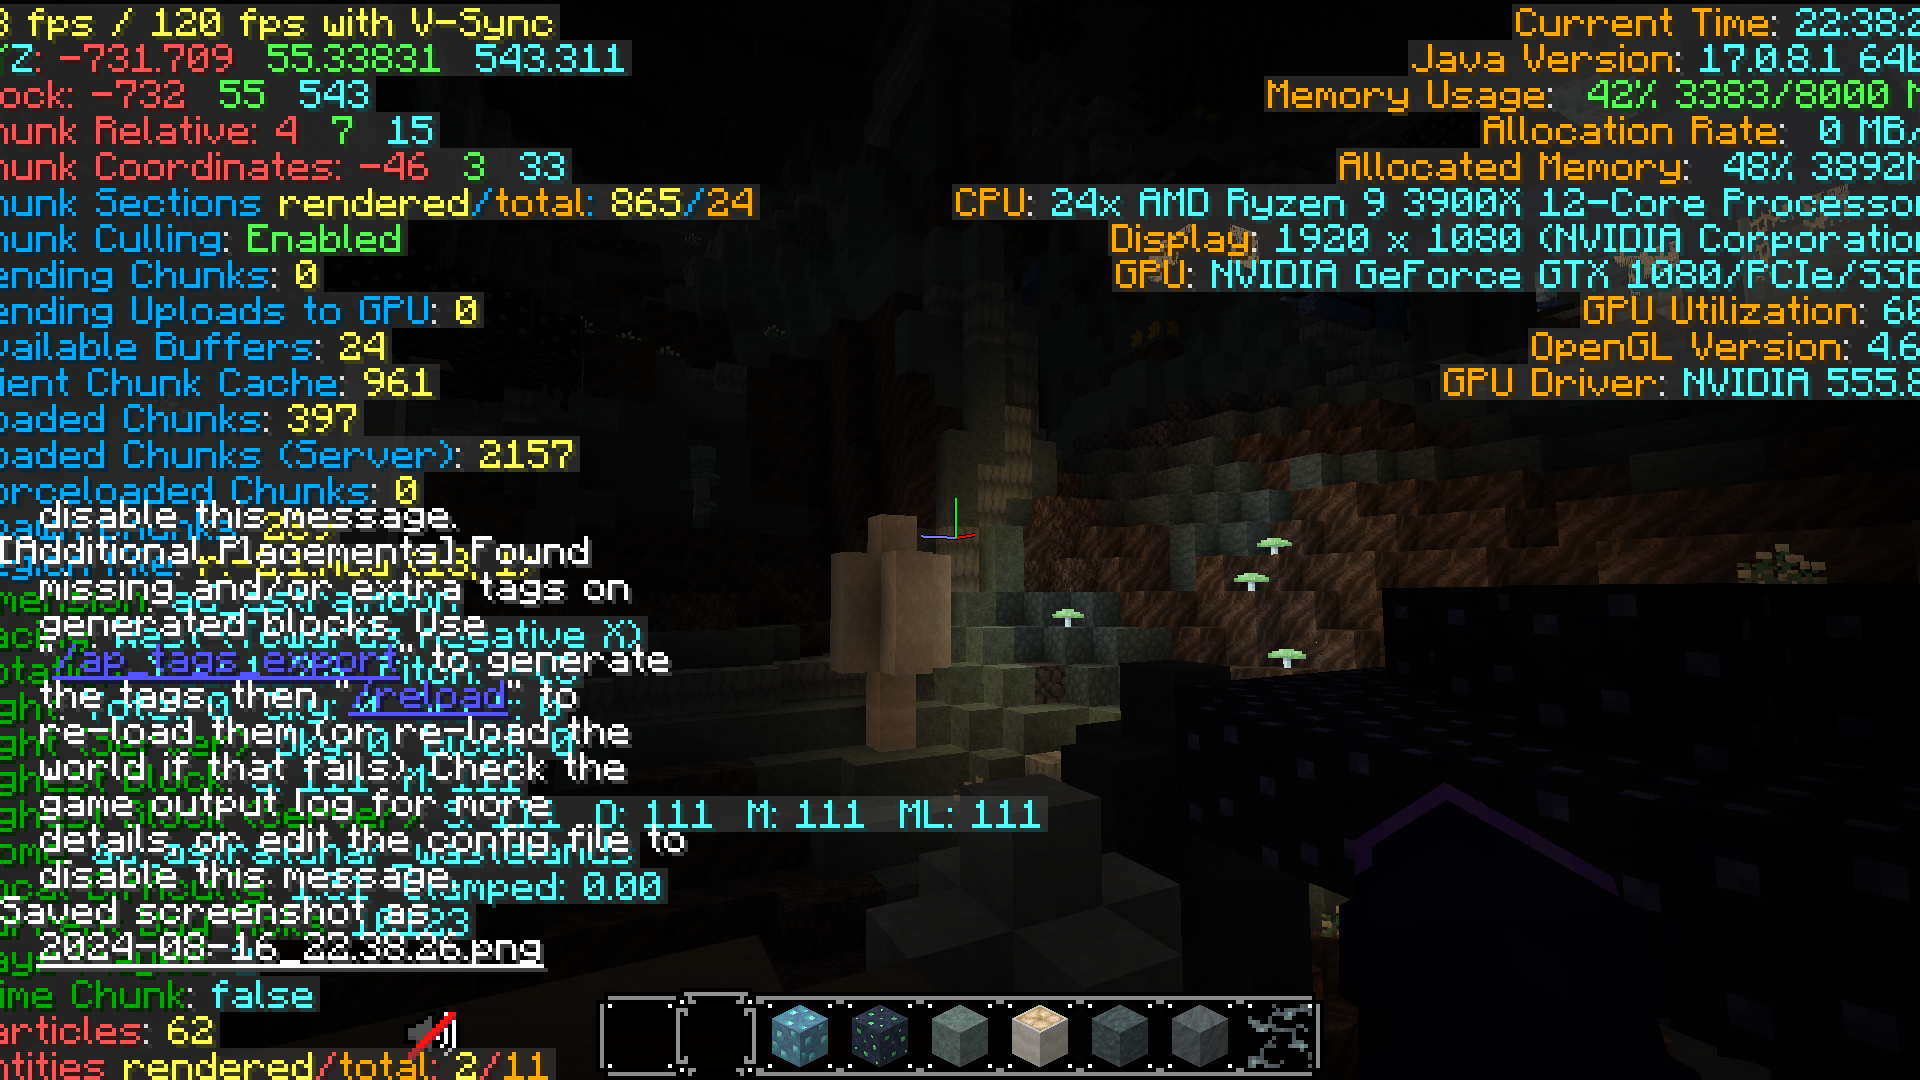 3 fps / 120 fps with V-Sync
YZ: -731.709 55.33831 543.311
ock: -732 55 543
hunk Relative: 4 7 15
hunk Coordinates: -46 3 33
hunk Sections rendered/total: 865/24
hunk Culling: Enabled
ending Chunks: 0
ending Uploads to GPU: 0
vailable Buffers: 24
ient Chunk Cache: 961
oaded Chunks: 397
oaded Chunks (Server): 2157
orceloaded Chunks: 0
disable this message.
[Additional Placements] Found
missing and/or extra tags on
generated blocks. Use
"/ap_tags_export" to generate
the tags, then "/reload" to
re-load them (or re-load the
world if that fails). Check the
game output log for more
details, or edit the config file to
disable this message.
O: 111 M: 111 ML: 111
0.00
Saved screenshot as
2024-08-16_22.38.26.png
ime Chunk: false
articles: 62
ntities rendered/total: 2/11
Current Time: 22:38:2
Java Version: 17.0.8.1 64b
Memory Usage: 42% 3383/8000 M
Allocation Rate: 0 MB/
Allocated Memory: 48% 3892M
CPU: 24x AMD Ryzen 9 3900X 12-Core Processor
Display: 1920 x 1080 (NVIDIA Corporation
GPU: NVIDIA GeForce GTX 1080/PCIe/SSE
GPU Utilization: 60
OpenGL Version: 4.6
GPU Driver: NVIDIA 555.8